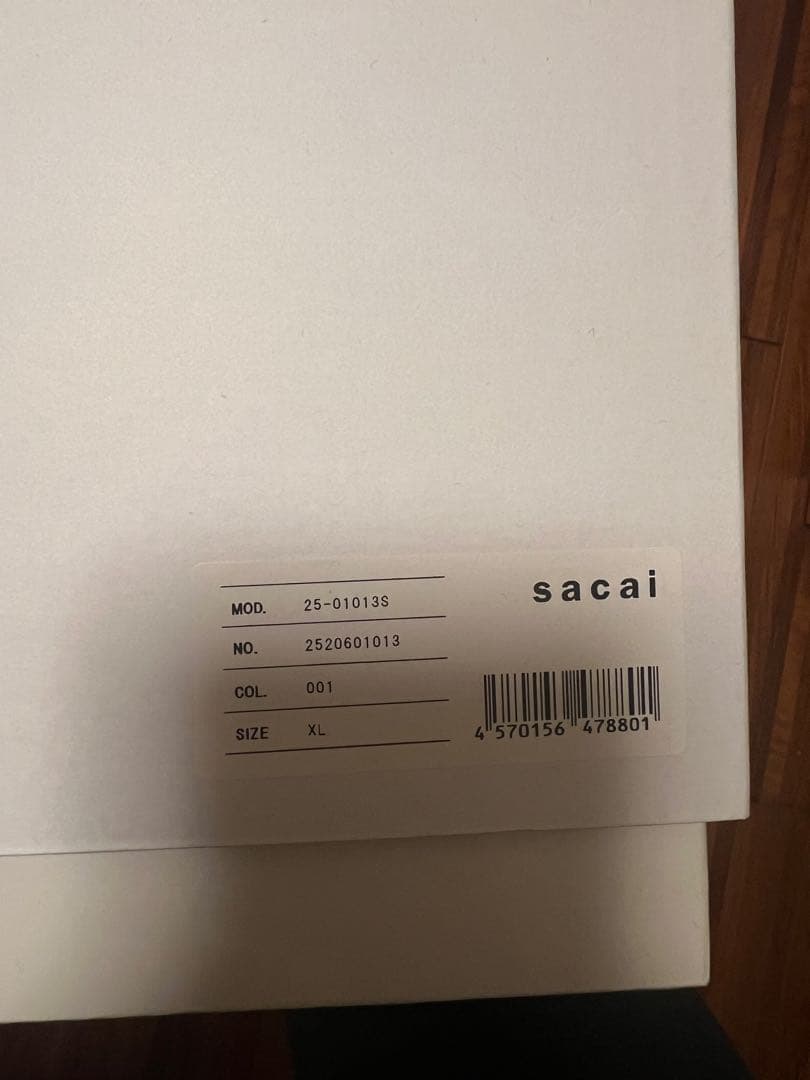 sacai
MOD. 25-01013S
NO. 2520601013
COL. 001
SIZE XL
4 570156 478801